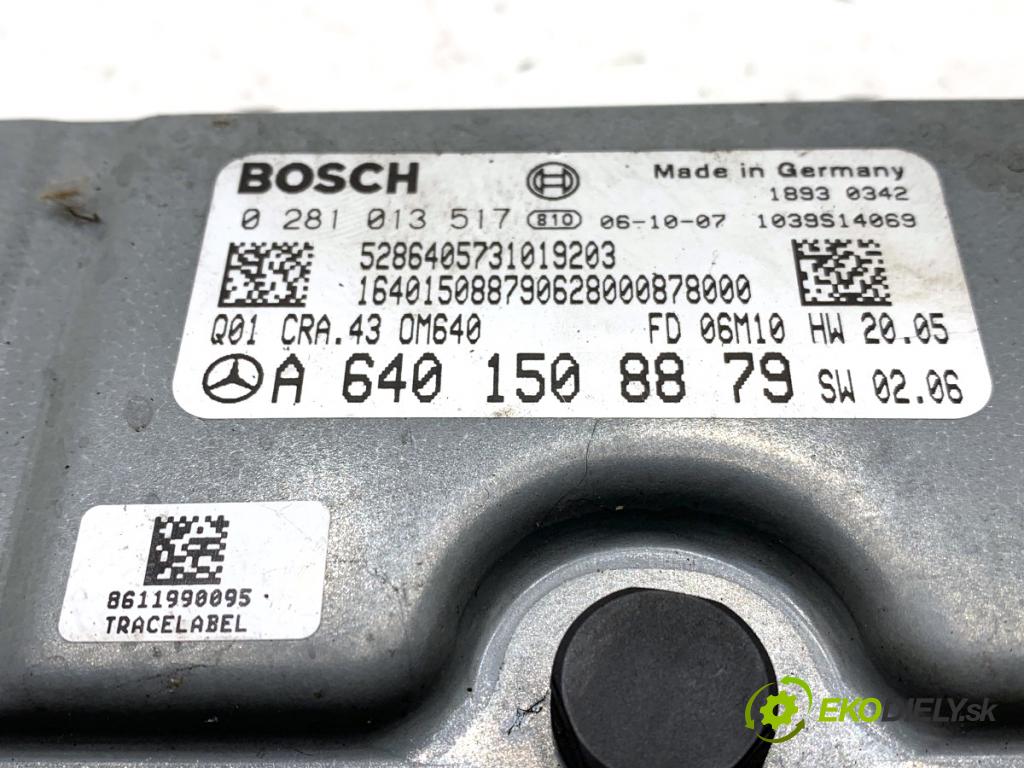 BOSCH Made in Germany
1893 0342
0 281 013 517 810 06-10-07 1039S14069
5286405731019203
164015088790628000878000
Q01 CRA.43 OM640 FD 06M10 HW 20.05
A 640 150 88 79 SW 02.06
8611990095
TRACELABEL
EKODIELY.sk